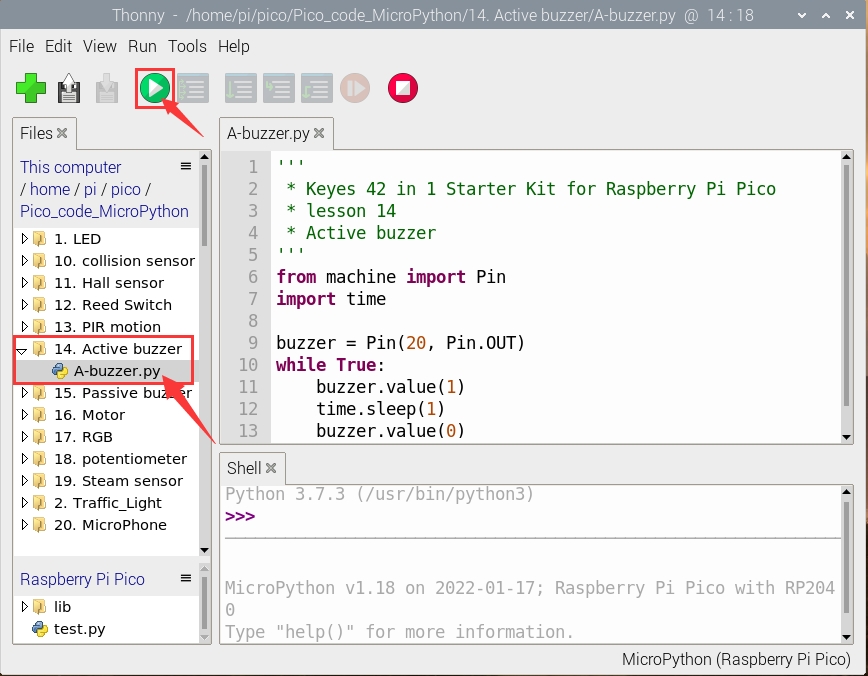 Thonny - /home/pi/pico/Pico_code_MicroPython/14. Active buzzer/A-buzzer.py @ 14 : 18
File Edit View Run Tools Help
Files
This computer
/ home / pi / pico /
Pico_code_MicroPython
1. LED
10. collision sensor
11. Hall sensor
12. Reed Switch
13. PIR motion
14. Active buzzer
A-buzzer.py
15. Passive buzzer
16. Motor
17. RGB
18. potentiometer
19. Steam sensor
2. Traffic_Light
20. MicroPhone
Raspberry Pi Pico
lib
test.py
A-buzzer.py
1 '''
2 * Keyes 42 in 1 Starter Kit for Raspberry Pi Pico
3 * lesson 14
4 * Active buzzer
5 '''
6 from machine import Pin
7 import time
8
9 buzzer = Pin(20, Pin.OUT)
10 while True:
11 buzzer.value(1)
12 time.sleep(1)
13 buzzer.value(0)
Shell
Python 3.7.3 (/usr/bin/python3)
>>>
MicroPython v1.18 on 2022-01-17; Raspberry Pi Pico with RP204
0
Type "help()" for more information.
MicroPython (Raspberry Pi Pico)